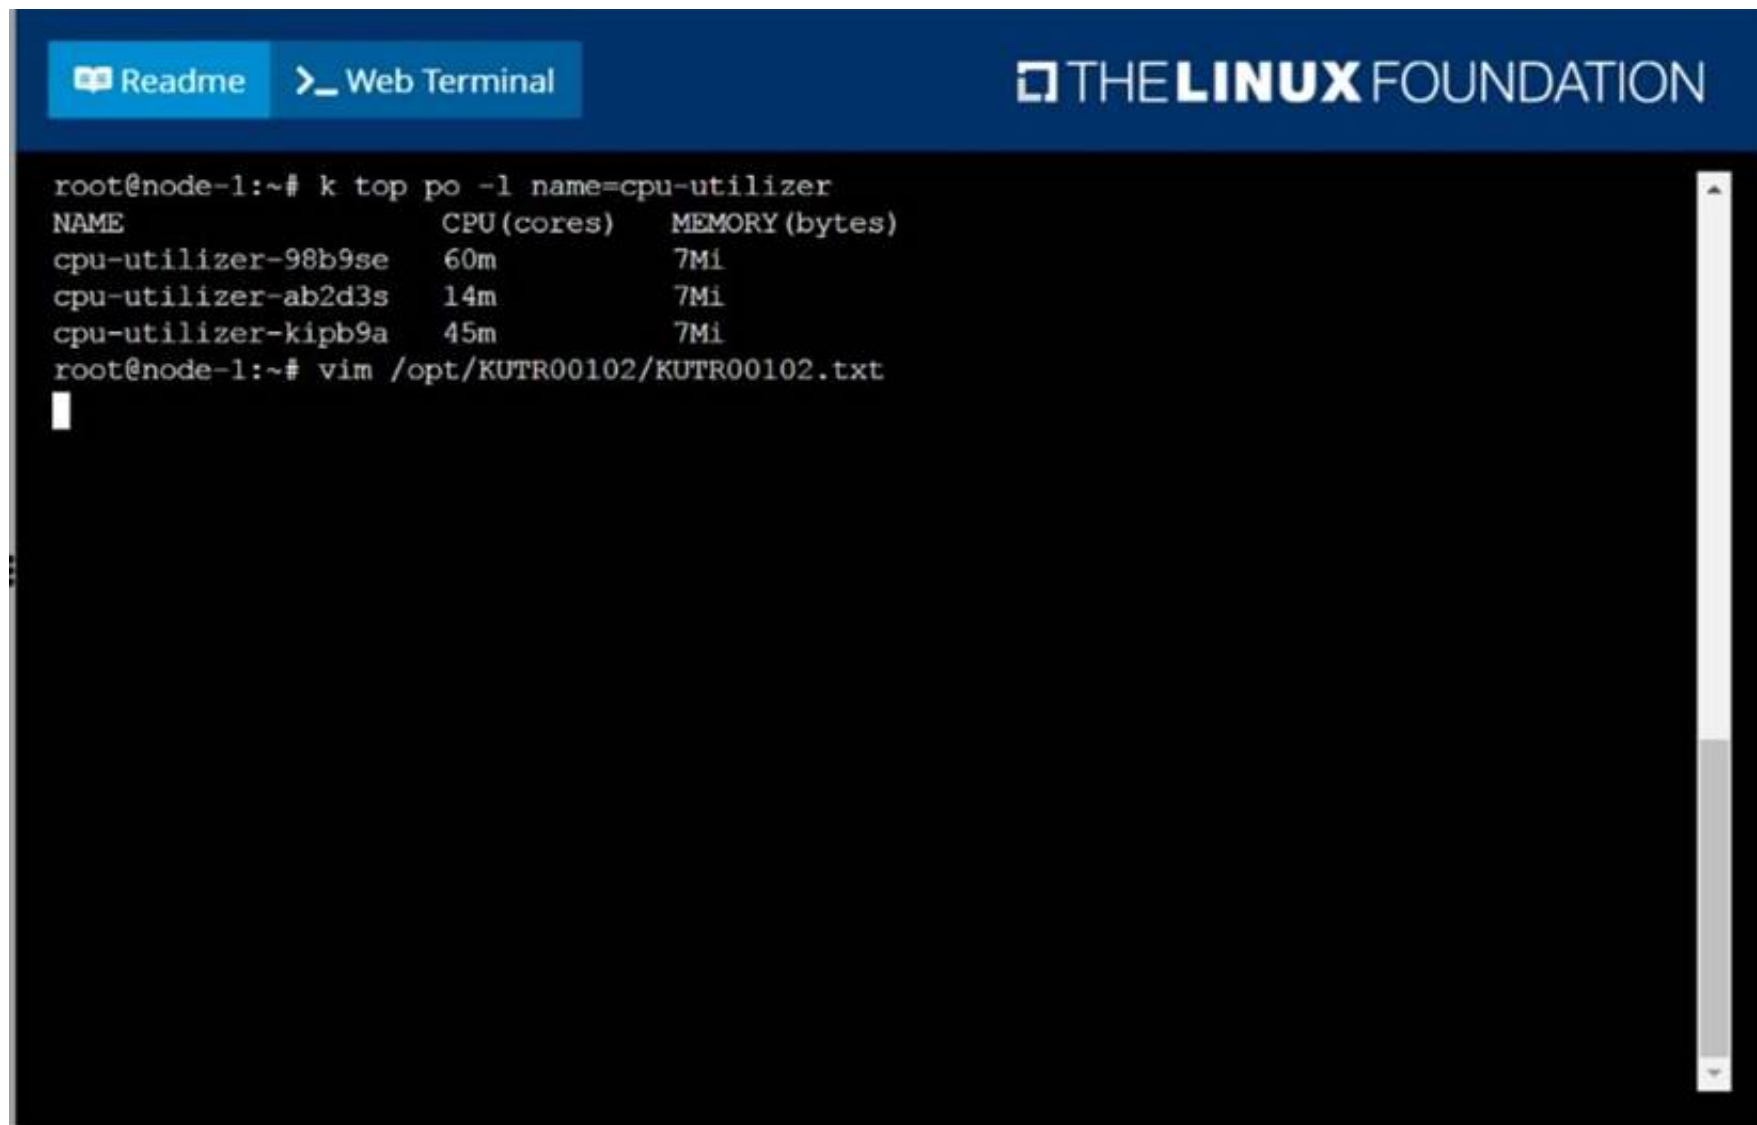 Readme >_ Web Terminal THE LINUX FOUNDATION
root@node-1:~# k top po -l name=cpu-utilizer
NAME CPU(cores) MEMORY(bytes)
cpu-utilizer-98b9se 60m 7Mi
cpu-utilizer-ab2d3s 14m 7Mi
cpu-utilizer-kipb9a 45m 7Mi
root@node-1:~# vim /opt/KUTR00102/KUTR00102.txt